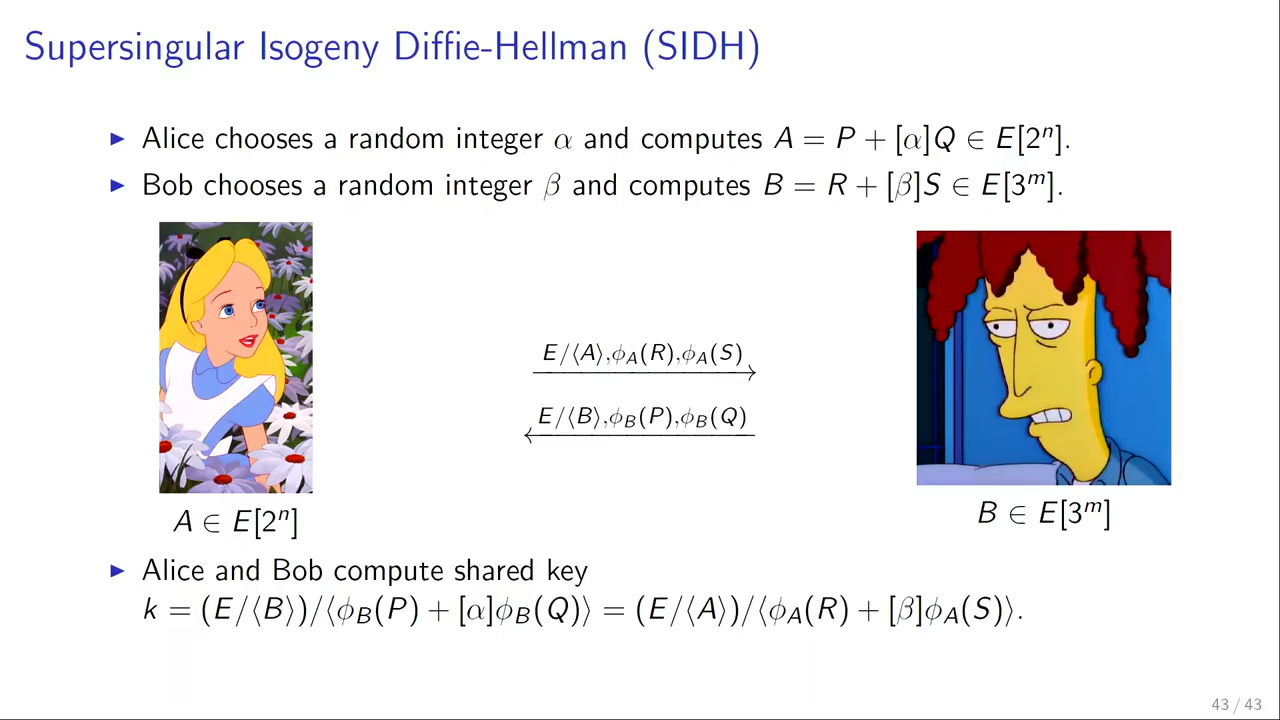 Supersingular Isogeny Diffie-Hellman (SIDH)
▶ Alice chooses a random integer α and computes A = P + [α]Q ∈ E[2ⁿ].
▶ Bob chooses a random integer β and computes B = R + [β]S ∈ E[3ᵐ].
E/⟨A⟩,ϕ_A(R),ϕ_A(S)
E/⟨B⟩,ϕ_B(P),ϕ_B(Q)
A ∈ E[2ⁿ]
B ∈ E[3ᵐ]
▶ Alice and Bob compute shared key
k = (E/⟨B⟩)/⟨ϕ_B(P) + [α]ϕ_B(Q)⟩ = (E/⟨A⟩)/⟨ϕ_A(R) + [β]ϕ_A(S)⟩.
43 / 43